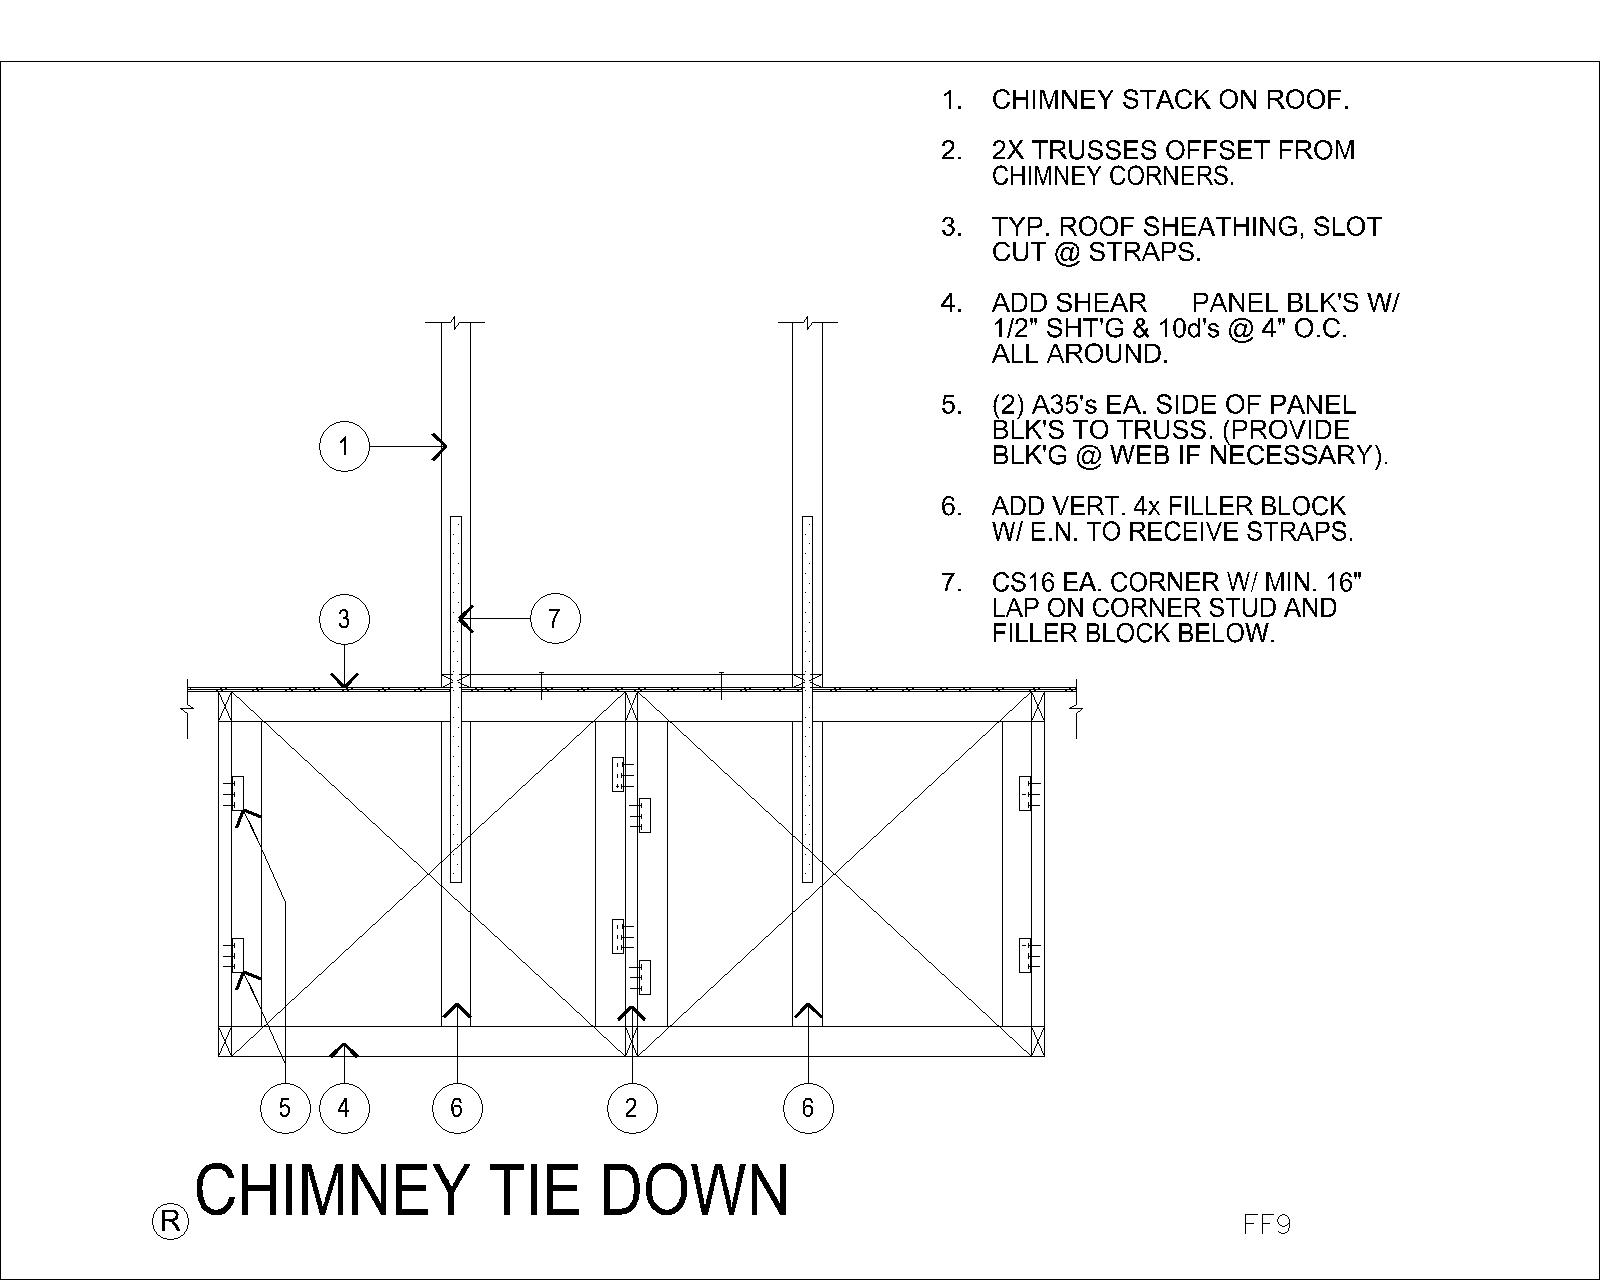 1. CHIMNEY STACK ON ROOF.
2. 2X TRUSSES OFFSET FROM
CHIMNEY CORNERS.
3. TYP. ROOF SHEATHING, SLOT
CUT @ STRAPS.
4. ADD SHEAR PANEL BLK'S W/
1/2" SHT'G & 10d's @ 4" O.C.
ALL AROUND.
5. (2) A35's EA. SIDE OF PANEL
BLK'S TO TRUSS. (PROVIDE
BLK'G @ WEB IF NECESSARY).
6. ADD VERT. 4x FILLER BLOCK
W/ E.N. TO RECEIVE STRAPS.
7. CS16 EA. CORNER W/ MIN. 16"
LAP ON CORNER STUD AND
FILLER BLOCK BELOW.
1
3
7
5
4
6
2
6
CHIMNEY TIE DOWN
R
FF9